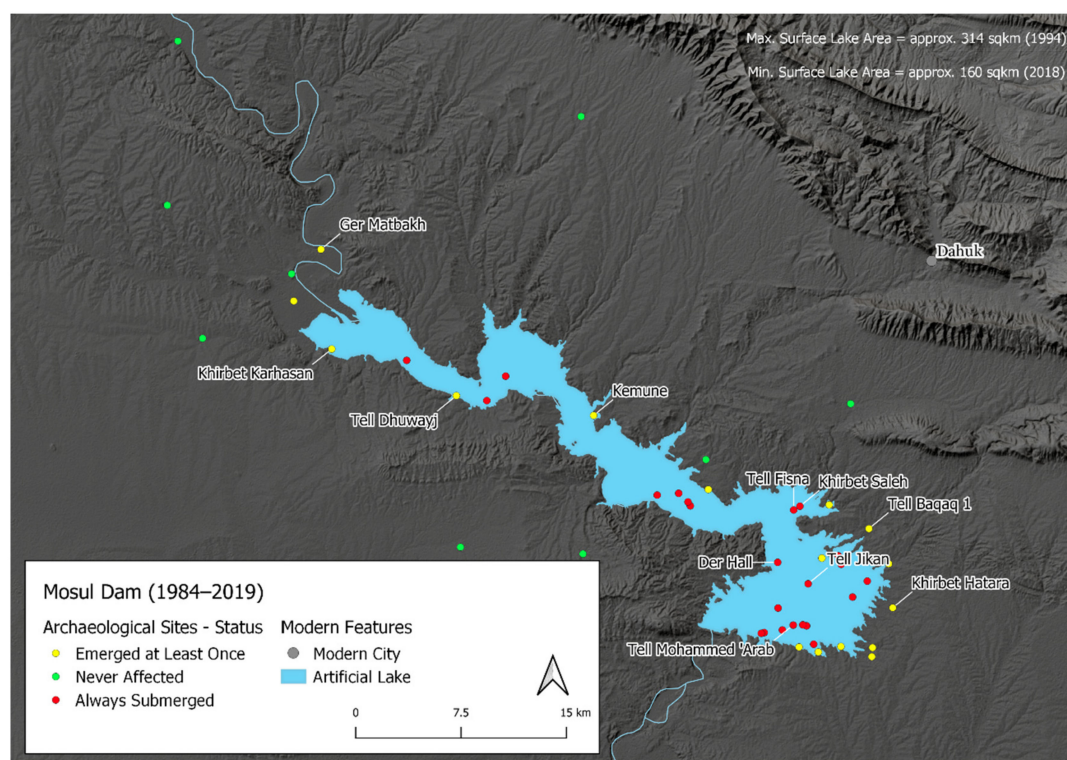 Max. Surface Lake Area = approx. 314 sqkm (1994)
Min. Surface Lake Area = approx. 160 sqkm (2018)
Ger Matbakh
Dahuk
Khirbet Karhasan
Kemune
Tell Dhuwayj
Tell Fisna
Khirbet Saleh
Tell Baqaq 1
Der Hall
Tell Jikan
Khirbet Hatara
Tell Mohammed 'Arab
Mosul Dam (1984–2019)
Archaeological Sites - Status
Emerged at Least Once
Never Affected
Always Submerged
Modern Features
Modern City
Artificial Lake
0 7.5 15 km